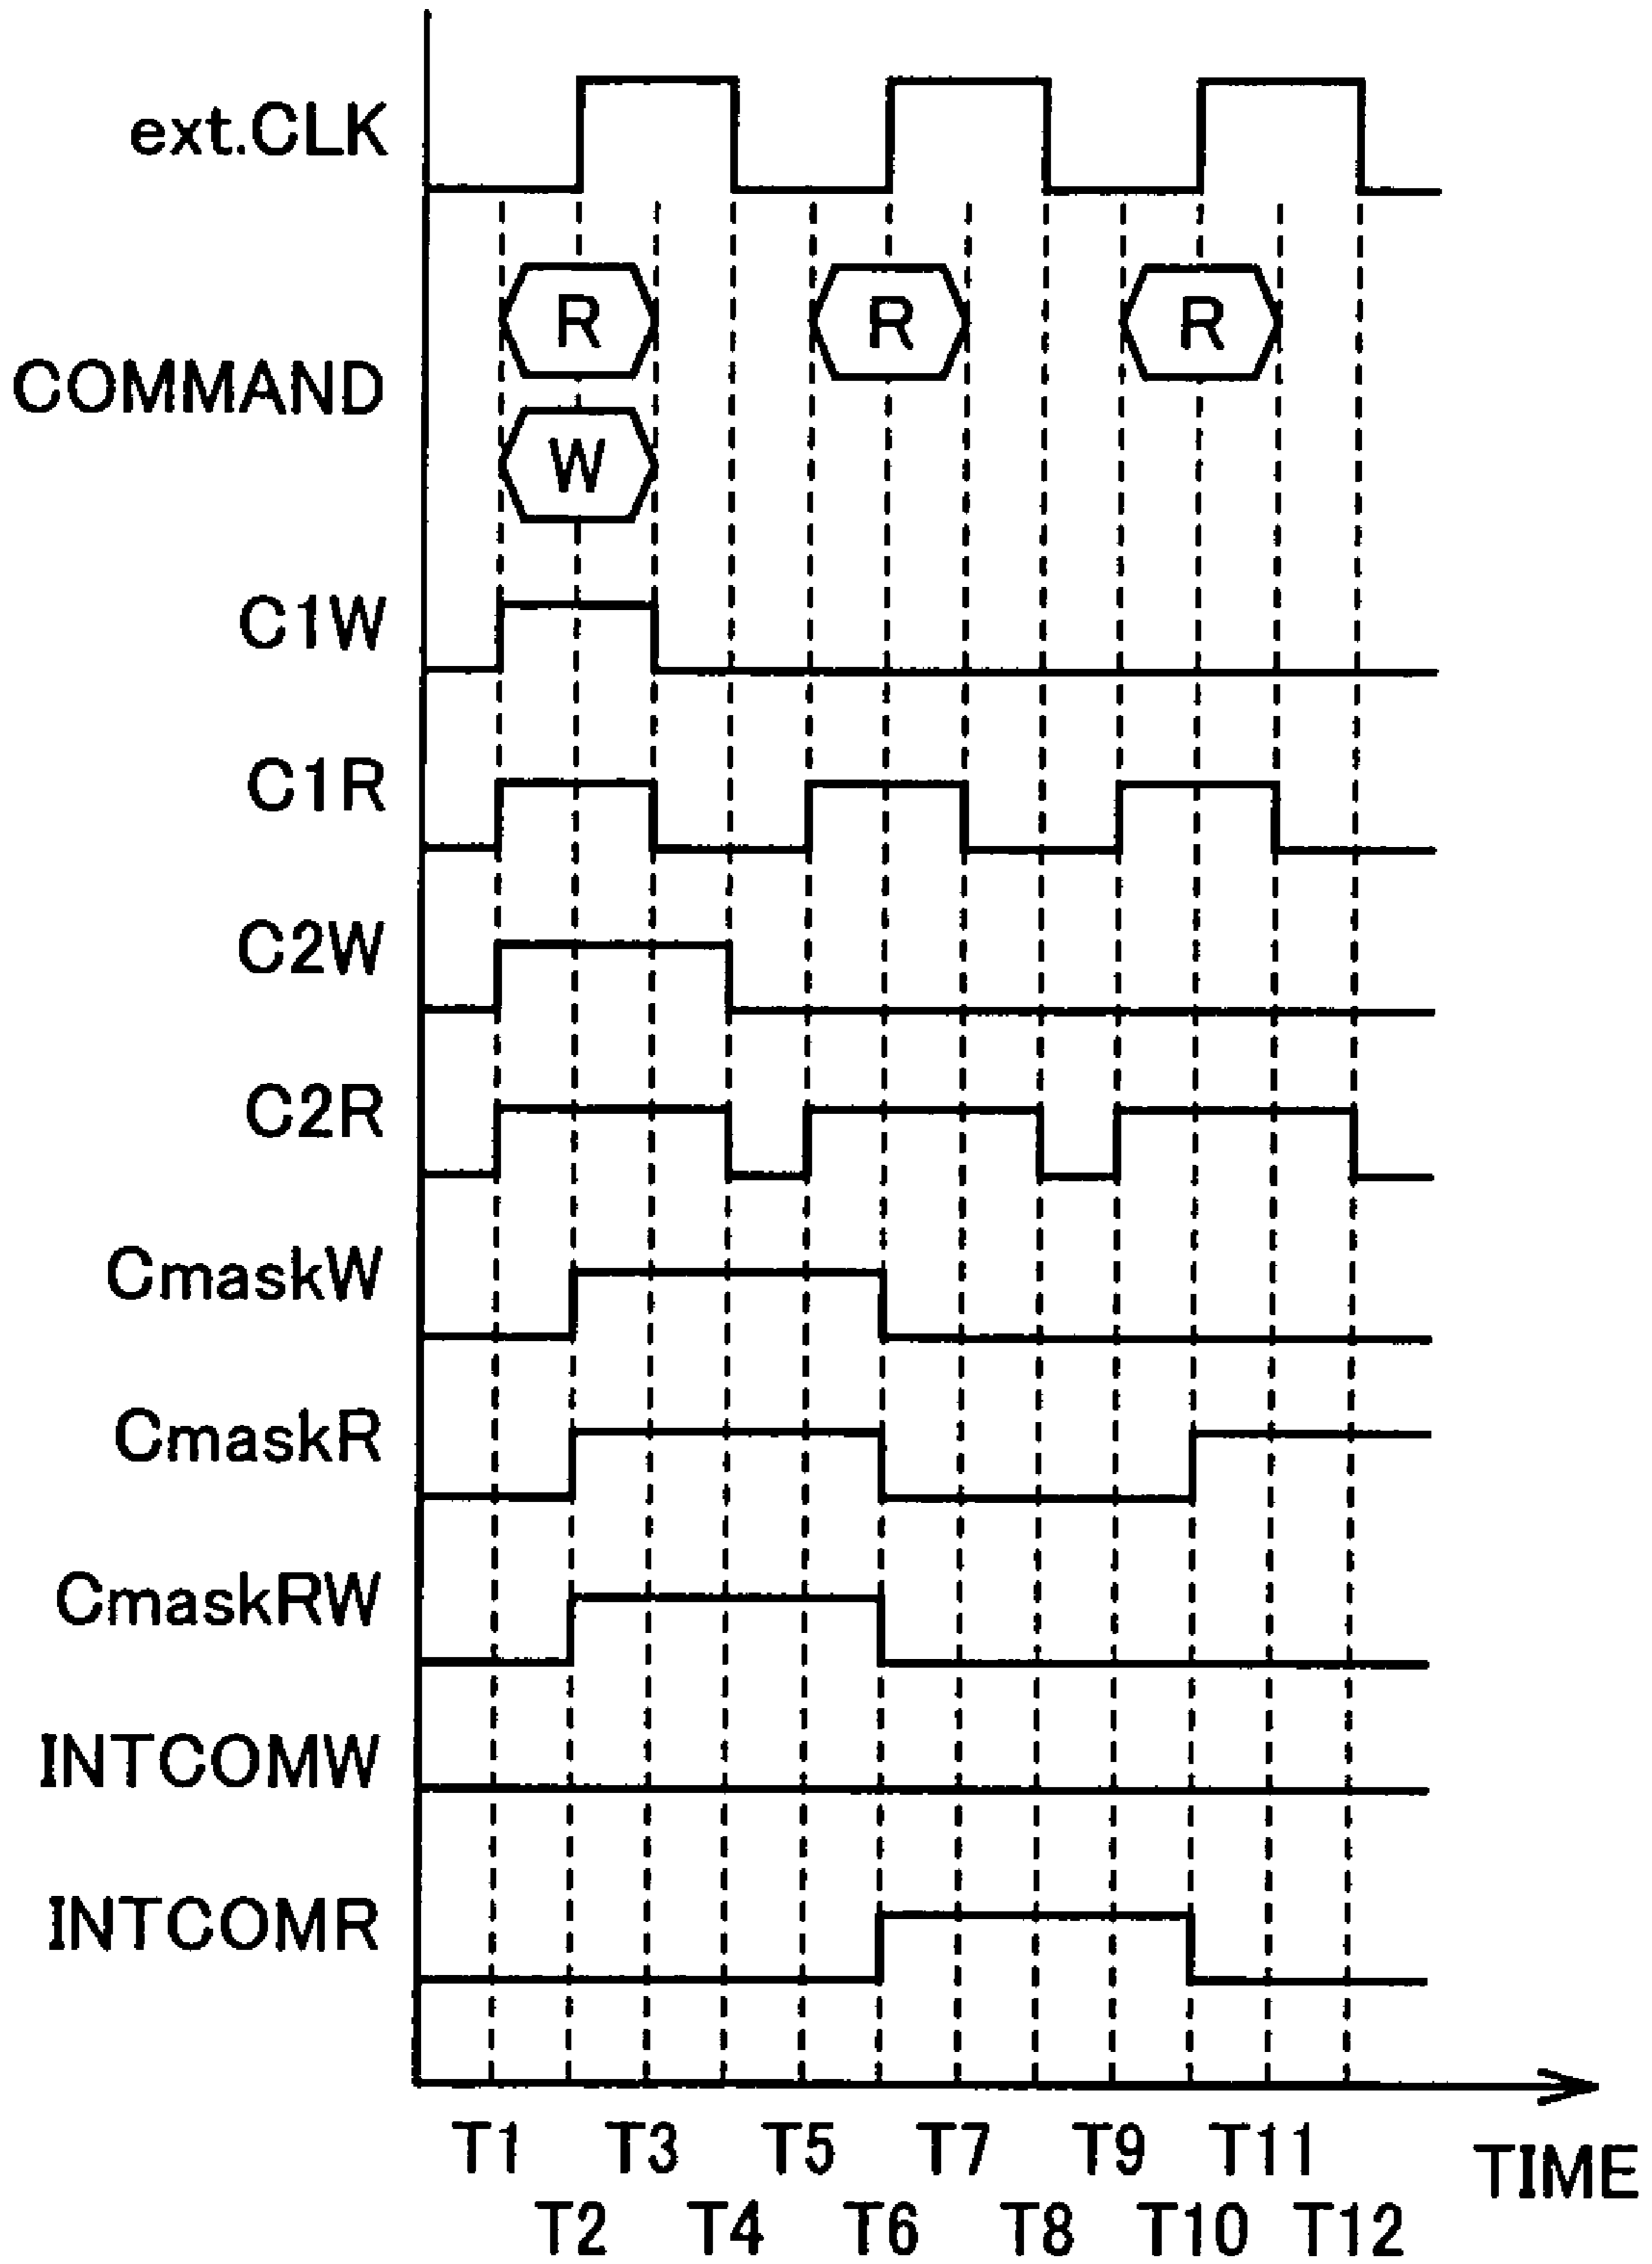 ext.CLK
R R R
COMMAND
W
C1W
C1R
C2W
C2R
CmaskW
CmaskR
CmaskRW
INTCOMW
INTCOMR
T1 T3 T5 T7 T9 T11
TIME
T2 T4 T6 T8 T10 T12